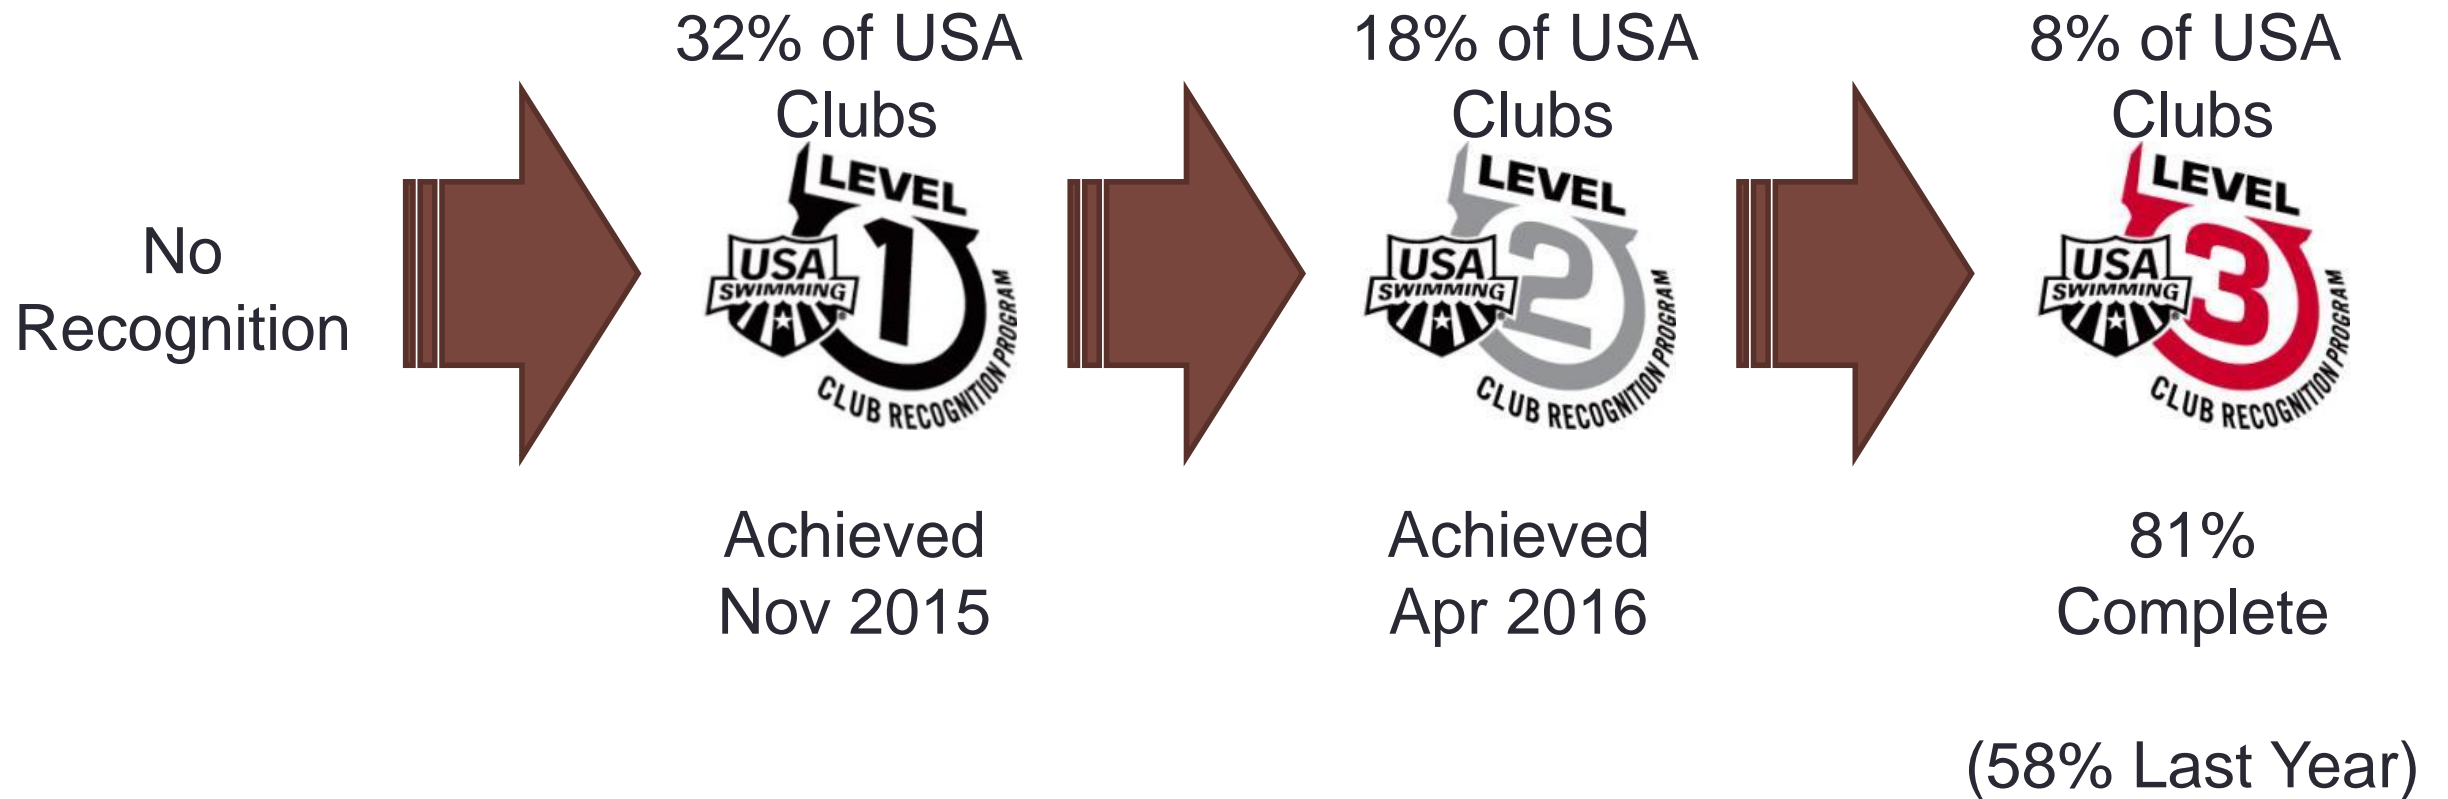 No
Recognition
32% of USA
Clubs
LEVEL
1
USA
SWIMMING
®
CLUB RECOGNITION PROGRAM
Achieved
Nov 2015
18% of USA
Clubs
LEVEL
2
USA
SWIMMING
®
CLUB RECOGNITION PROGRAM
Achieved
Apr 2016
8% of USA
Clubs
LEVEL
3
USA
SWIMMING
®
CLUB RECOGNITION PROGRAM
81%
Complete
(58% Last Year)